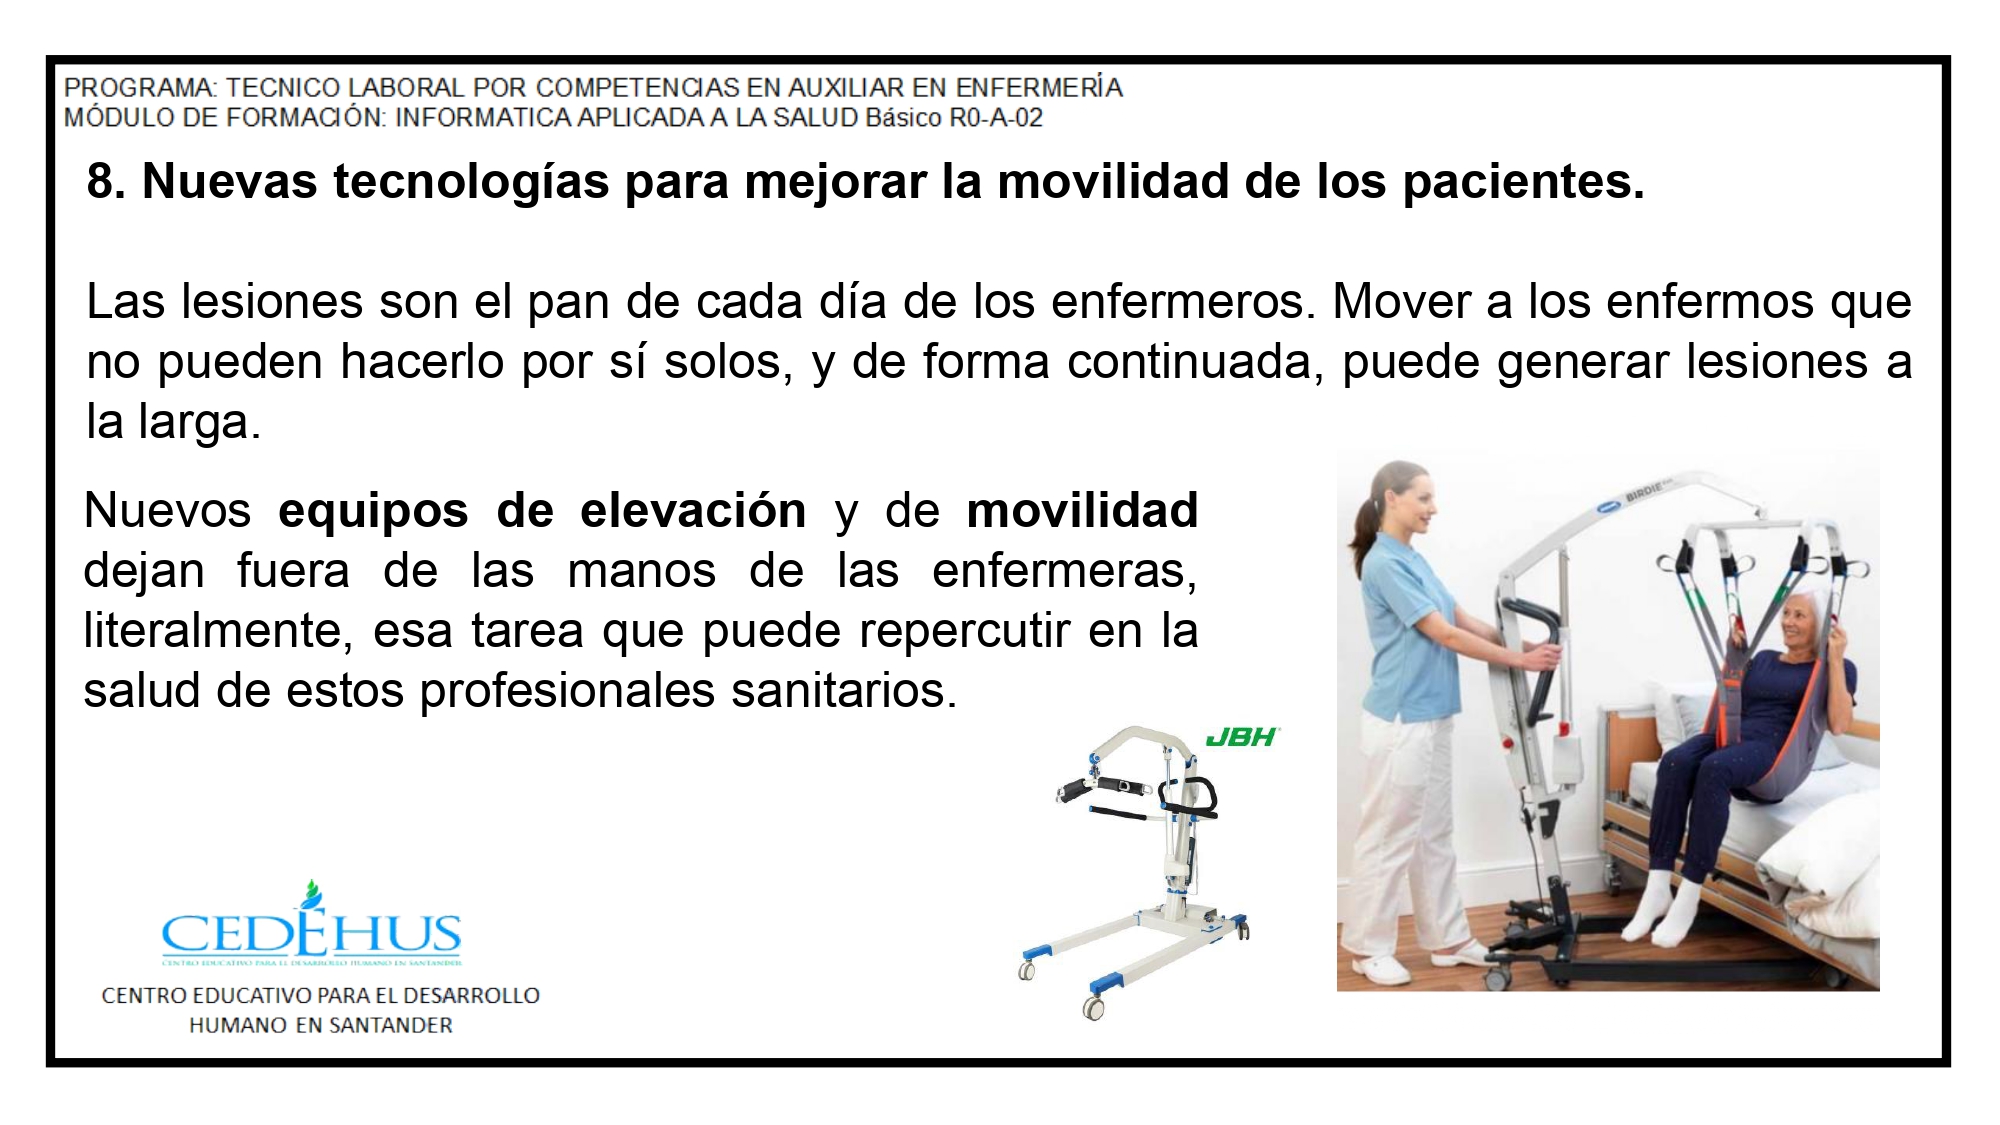 PROGRAMA: TECNICO LABORAL POR COMPETENCIAS EN AUXILIAR EN ENFERMERÍA
MÓDULO DE FORMACIÓN: INFORMATICA APLICADA A LA SALUD Básico R0-A-02
8. Nuevas tecnologías para mejorar la movilidad de los pacientes.
Las lesiones son el pan de cada día de los enfermeros. Mover a los enfermos que
no pueden hacerlo por sí solos, y de forma continuada, puede generar lesiones a
la larga.
Nuevos equipos de elevación y de movilidad
dejan fuera de las manos de las enfermeras,
literalmente, esa tarea que puede repercutir en la
salud de estos profesionales sanitarios.
BIRDIE
JBH
CEDEHUS
CENTRO EDUCATIVO PARA EL DESARROLLO HUMANO EN SANTANDER
CENTRO EDUCATIVO PARA EL DESARROLLO
HUMANO EN SANTANDER